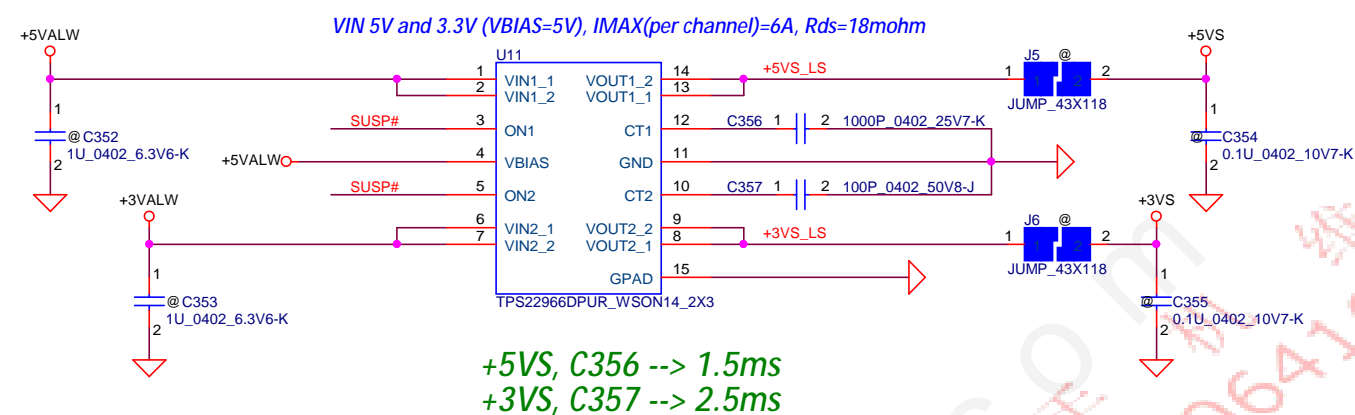 VIN 5V and 3.3V (VBIAS=5V), IMAX(per channel)=6A, Rds=18mohm
+5VALW
+5VS
U11
J5 @
1 VIN1_1 VOUT1_2 14 +5VS_LS 1 1 2 2
2 VIN1_2 VOUT1_1 13
JUMP_43X118
1
@ C352
1U_0402_6.3V6-K
2
SUSP# 3 ON1 CT1 12 C356 1 2 1000P_0402_25V7-K
1
@ C354
0.1U_0402_10V7-K
2
+5VALW 4 VBIAS GND 11
SUSP# 5 ON2 CT2 10 C357 1 2 100P_0402_50V8-J
+3VALW
+3VS
6 VIN2_1 VOUT2_2 9
7 VIN2_2 VOUT2_1 8 +3VS_LS
J6 @
1 1 2 2
JUMP_43X118
GPAD 15
TPS22966DPUR_WSON14_2X3
1
@ C353
1U_0402_6.3V6-K
2
1
@ C355
0.1U_0402_10V7-K
2
+5VS, C356 --> 1.5ms
+3VS, C357 --> 2.5ms